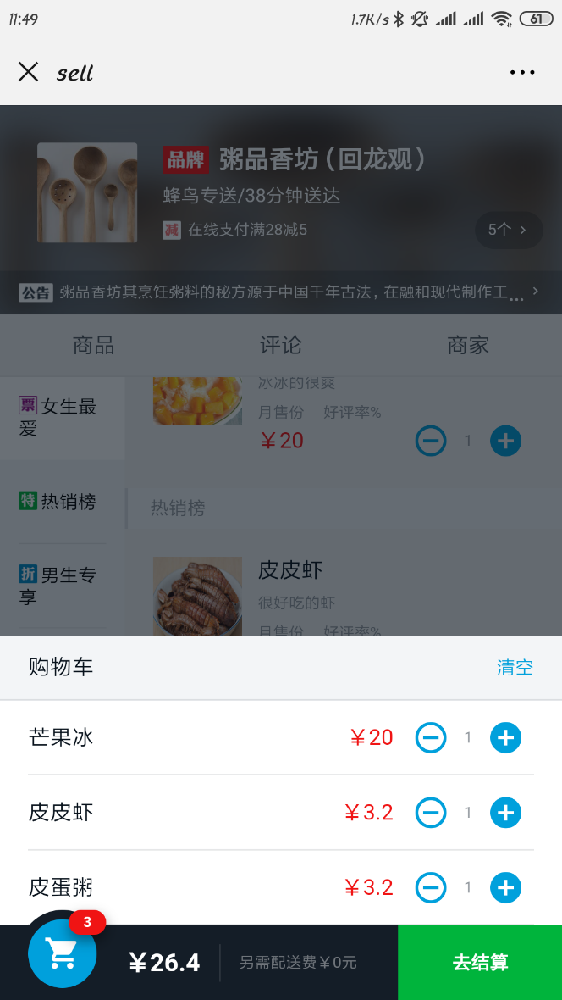 11:49
1.7K/s
61
sell
品牌 粥品香坊（回龙观）
蜂鸟专送/38分钟送达
减 在线支付满28减5
5个
公告 粥品香坊其烹饪粥料的秘方源于中国千年古法，在融和现代制作工...
商品 评论 商家
票 女生最
爱
冰冰的很爽
月售份 好评率%
￥20 1
特 热销榜
热销榜
折 男生专
享
皮皮虾
很好吃的虾
月售份 好评率%
购物车 清空
芒果冰 ￥20 1
皮皮虾 ￥3.2 1
皮蛋粥 ￥3.2 1
3
￥26.4 另需配送费￥0元 去结算